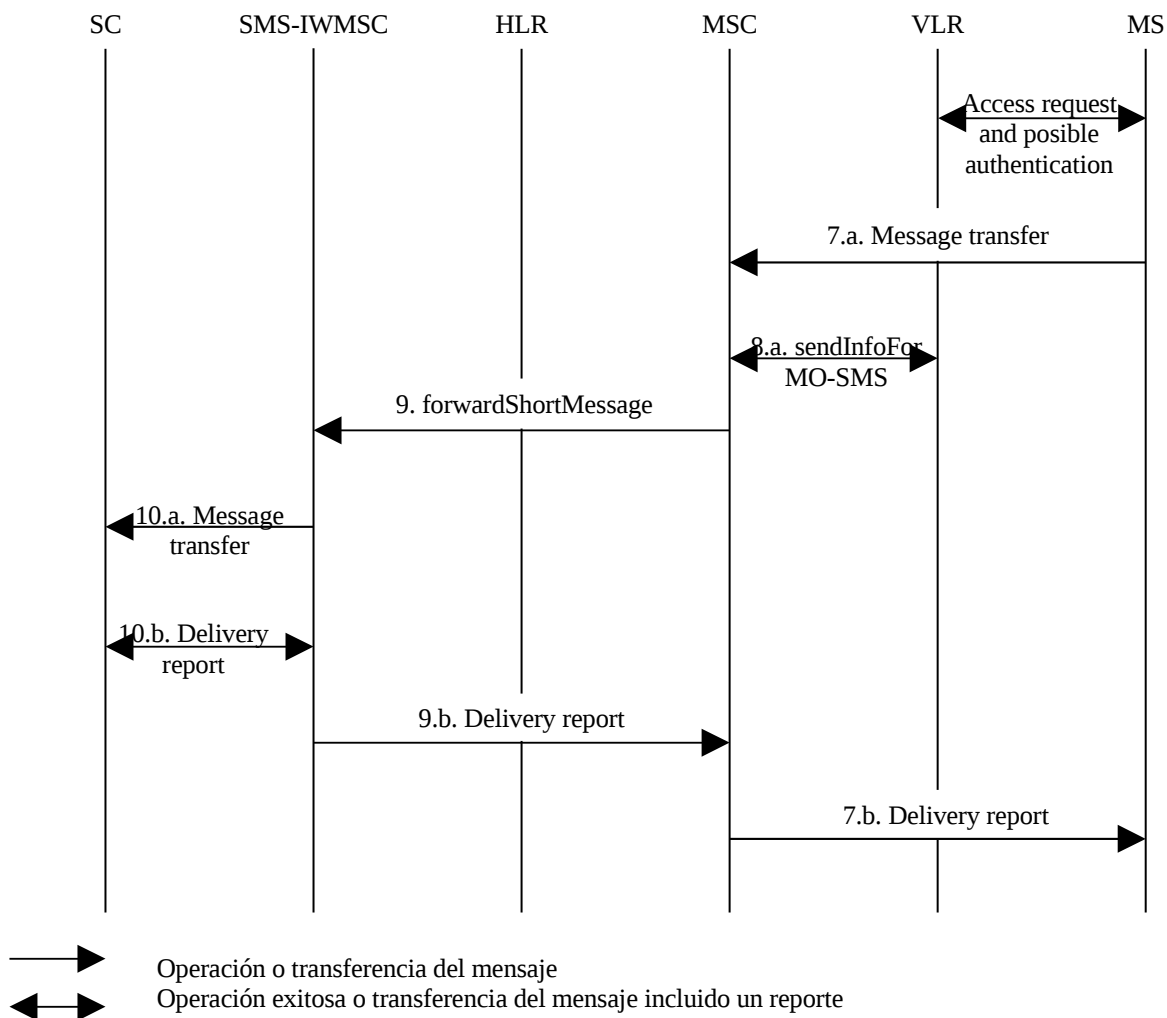 SC SMS-IWMSC HLR MSC VLR MS
Access request
and posible
authentication
7.a. Message transfer
8.a. sendInfoFor
MO-SMS
9. forwardShortMessage
10.a. Message
transfer
10.b. Delivery
report
9.b. Delivery report
7.b. Delivery report
Operación o transferencia del mensaje
Operación exitosa o transferencia del mensaje incluido un reporte